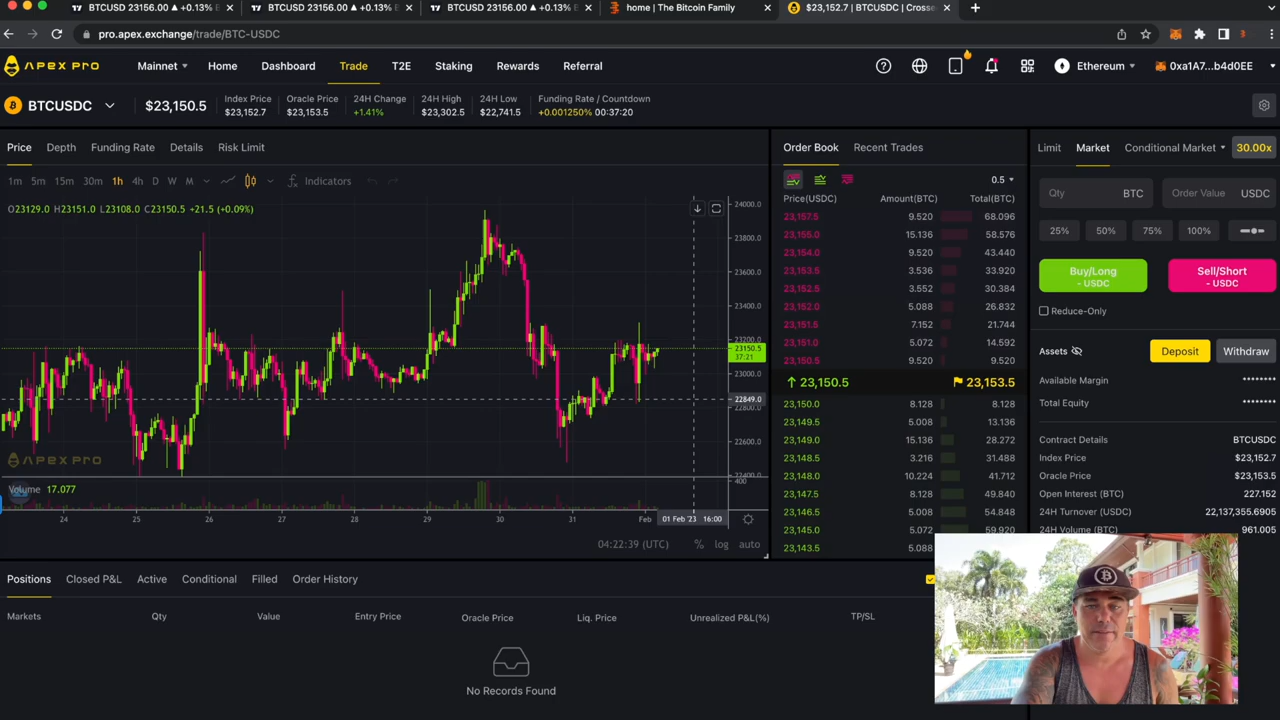 BTCUSD 23156.00 ▲ +0.13% E
BTCUSD 23156.00 ▲ +0.13% E
BTCUSD 23156.00 ▲ +0.13% E
home | The Bitcoin Family
$23,152.7 | BTCUSDC | Crosse
pro.apex.exchange/trade/BTC-USDC
APEX PRO
Mainnet
Home
Dashboard
Trade
T2E
Staking
Rewards
Referral
Ethereum
0xa1A7...b4d0EE
BTCUSDC
$23,150.5
Index Price
$23,152.7
Oracle Price
$23,153.5
24H Change
+1.41%
24H High
$23,302.5
24H Low
$22,741.5
Funding Rate / Countdown
+0.001250% 00:37:20
Price
Depth
Funding Rate
Details
Risk Limit
1m 5m 15m 30m 1h 4h D W M
Indicators
O23129.0 H23151.0 L23108.0 C23150.5 +21.5 (+0.09%)
24000.0
23800.0
23600.0
23400.0
23200.0
23150.5
37:21
23000.0
22849.0
22800.0
22600.0
22400.0
400
APEX PRO
Volume 17.077
24 25 26 27 28 29 30 31 Feb
01 Feb '23 16:00
04:22:39 (UTC)
% log auto
Order Book
Recent Trades
0.5
Price(USDC) Amount(BTC) Total(BTC)
23,157.5 9.520 68.096
23,155.0 15.136 58.576
23,154.0 9.520 43.440
23,153.5 3.536 33.920
23,152.5 3.552 30.384
23,152.0 5.088 26.832
23,151.5 7.152 21.744
23,151.0 5.072 14.592
23,150.5 9.520 9.520
23,150.5 23,153.5
23,150.0 8.128 8.128
23,149.5 5.008 13.136
23,149.0 15.136 28.272
23,148.5 3.216 31.488
23,148.0 10.224 41.712
23,147.5 8.128 49.840
23,146.5 5.008 54.848
23,145.0 5.072 59.920
23,143.5 5.088
Limit
Market
Conditional Market
30.00x
Qty BTC
Order Value USDC
25% 50% 75% 100%
Buy/Long
- USDC
Sell/Short
- USDC
Reduce-Only
Assets
Deposit
Withdraw
Available Margin ********
Total Equity ********
Contract Details BTCUSDC
Index Price $23,152.7
Oracle Price $23,153.5
Open Interest (BTC) 227.152
24H Turnover (USDC) 22,137,355.6905
24H Volume (BTC) 961.005
Positions
Closed P&L
Active
Conditional
Filled
Order History
Markets
Qty
Value
Entry Price
Oracle Price
Liq. Price
Unrealized P&L(%)
TP/SL
No Records Found